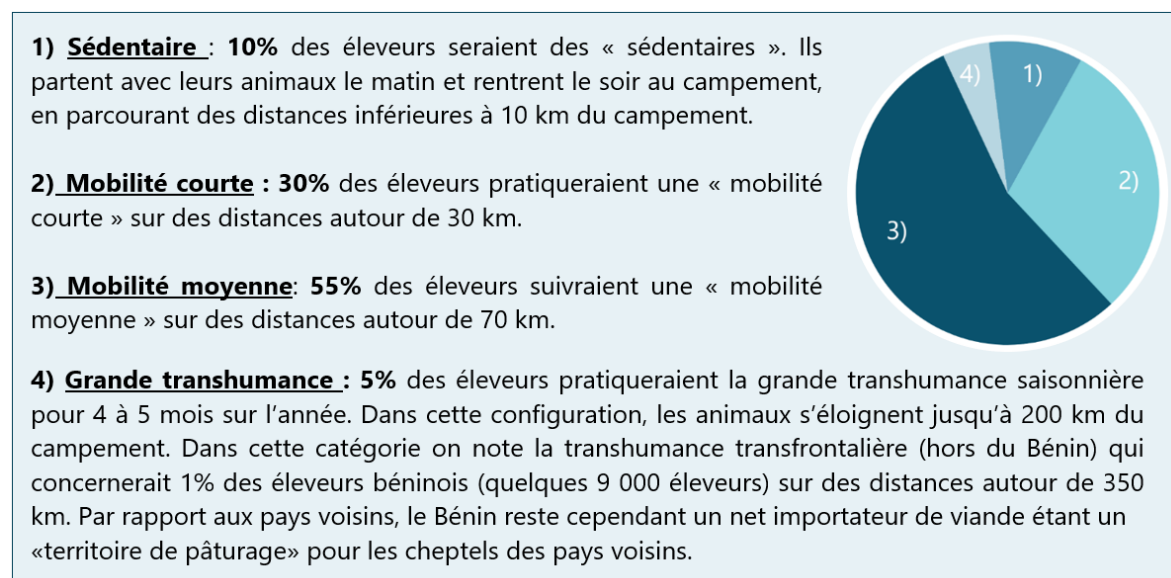 1) Sédentaire : 10% des éleveurs seraient des « sédentaires ». Ils
partent avec leurs animaux le matin et rentrent le soir au campement,
en parcourant des distances inférieures à 10 km du campement.
2) Mobilité courte : 30% des éleveurs pratiqueraient une « mobilité
courte » sur des distances autour de 30 km.
3) Mobilité moyenne: 55% des éleveurs suivraient une « mobilité
moyenne » sur des distances autour de 70 km.
4) Grande transhumance : 5% des éleveurs pratiqueraient la grande transhumance saisonnière
pour 4 à 5 mois sur l’année. Dans cette configuration, les animaux s’éloignent jusqu’à 200 km du
campement. Dans cette catégorie on note la transhumance transfrontalière (hors du Bénin) qui
concernerait 1% des éleveurs béninois (quelques 9 000 éleveurs) sur des distances autour de 350
km. Par rapport aux pays voisins, le Bénin reste cependant un net importateur de viande étant un
«territoire de pâturage» pour les cheptels des pays voisins.
4)
1)
2)
3)